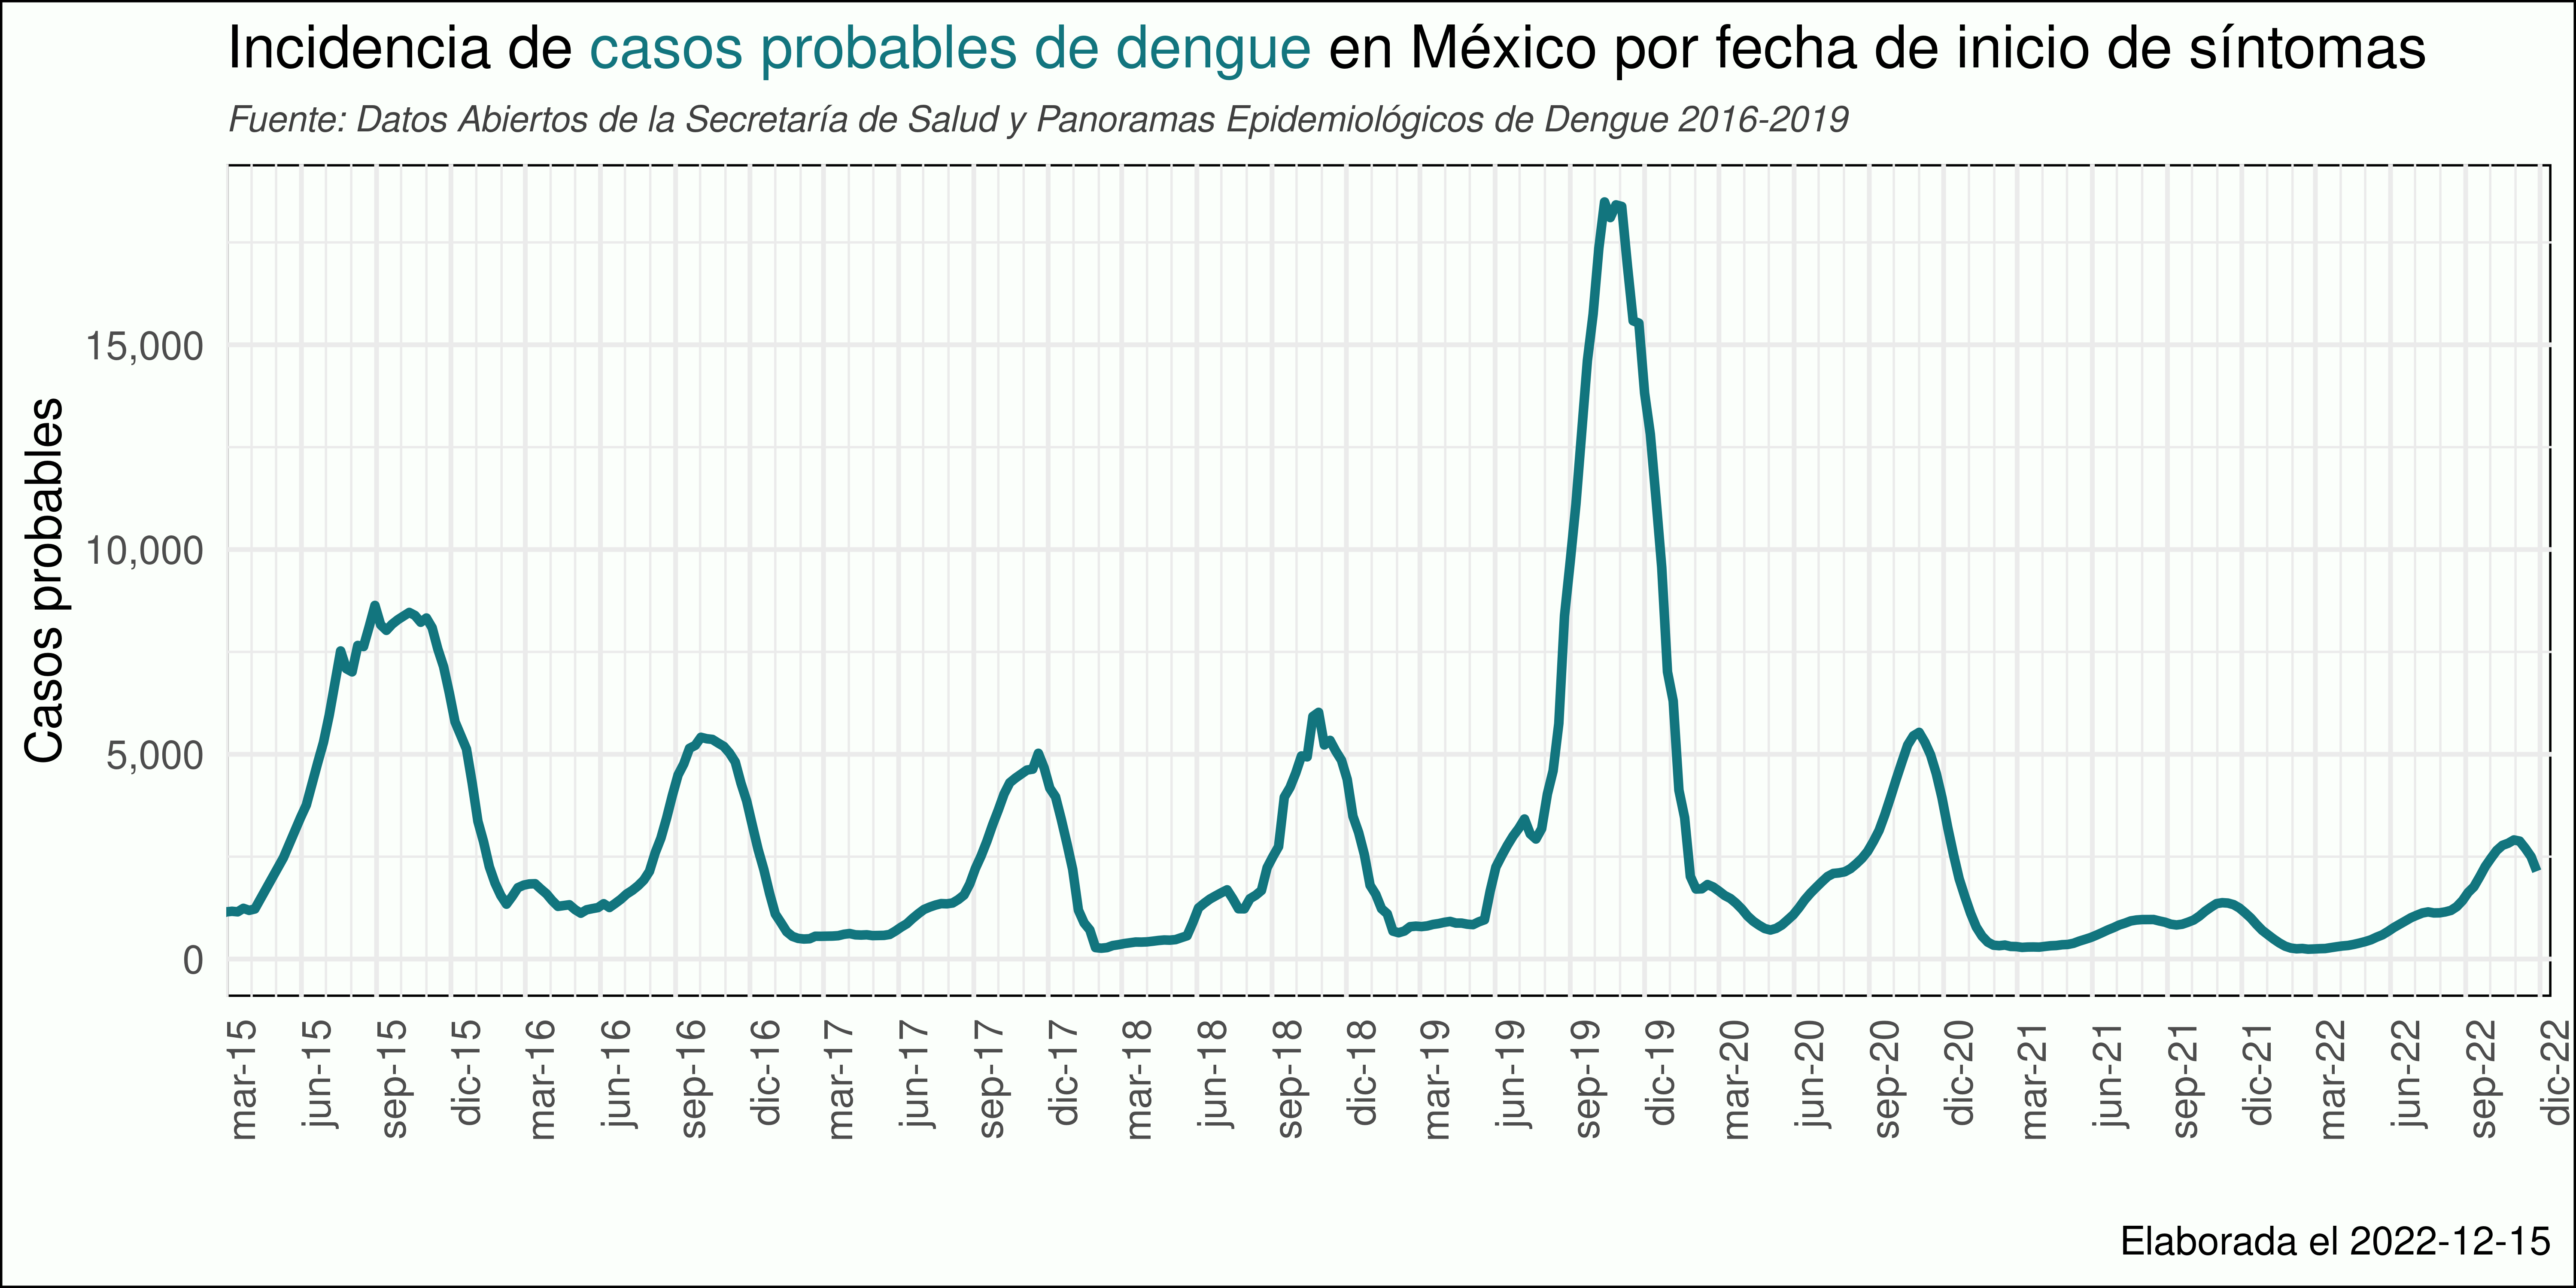 Incidencia de casos probables de dengue en México por fecha de inicio de síntomas
Fuente: Datos Abiertos de la Secretaría de Salud y Panoramas Epidemiológicos de Dengue 2016-2019
Casos probables
15,000
10,000
5,000
0
mar-15
jun-15
sep-15
dic-15
mar-16
jun-16
sep-16
dic-16
mar-17
jun-17
sep-17
dic-17
mar-18
jun-18
sep-18
dic-18
mar-19
jun-19
sep-19
dic-19
mar-20
jun-20
sep-20
dic-20
mar-21
jun-21
sep-21
dic-21
mar-22
jun-22
sep-22
dic-22
Elaborada el 2022-12-15